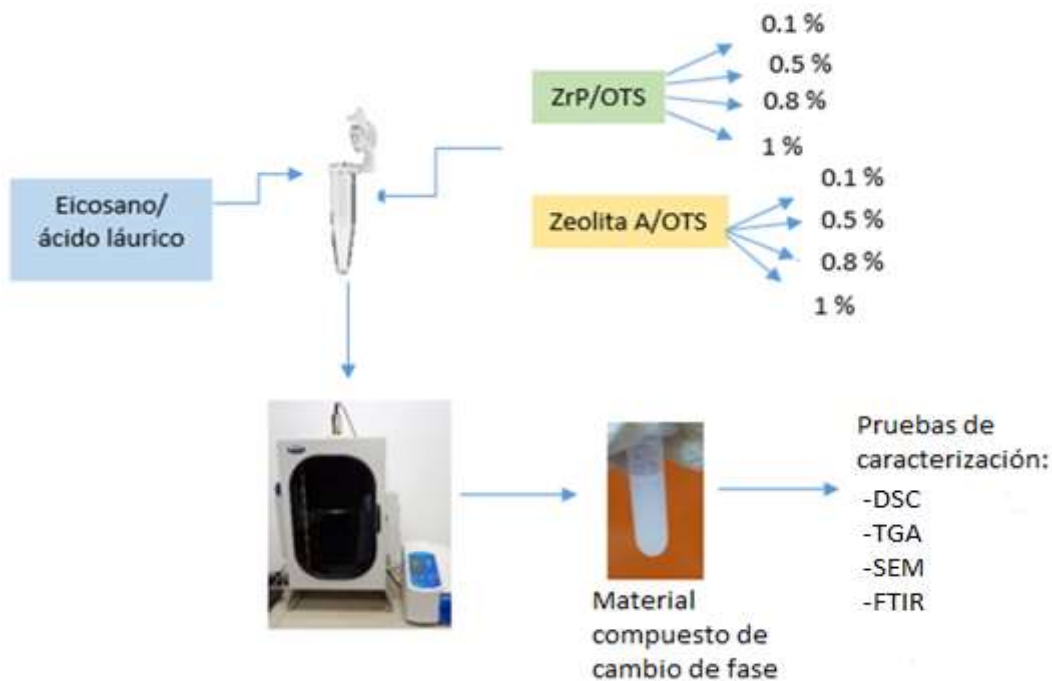 Eicosano/
ácido láurico
ZrP/OTS
0.1 %
0.5 %
0.8 %
1 %
Zeolita A/OTS
0.1 %
0.5 %
0.8 %
1 %
Material
compuesto de
cambio de fase
Pruebas de
caracterización:
-DSC
-TGA
-SEM
-FTIR